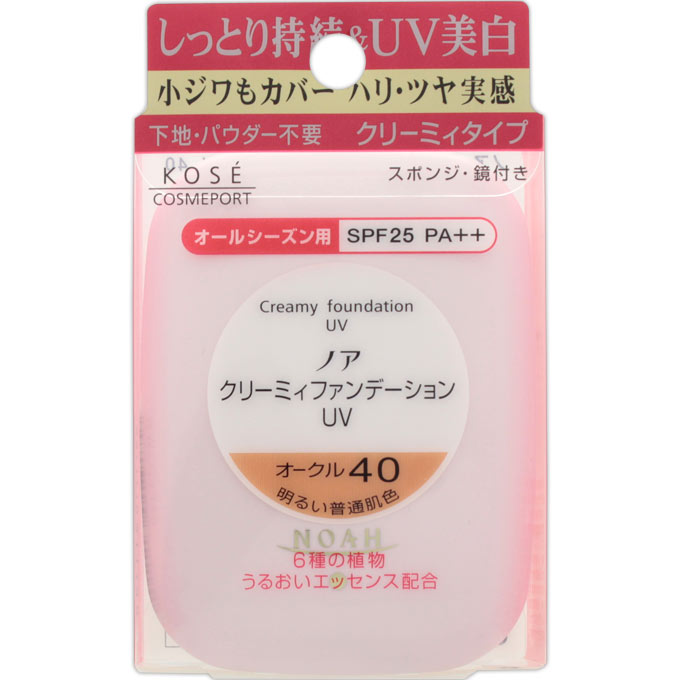 しっとり持続&UV美白
小ジワもカバー ハリ・ツヤ実感
下地・パウダー不要 クリーミィタイプ
KOSÉ
COSMEPORT
スポンジ・鏡付き
オールシーズン用 SPF25 PA++
Creamy foundation
UV
ノア
クリーミィファンデーション
UV
オークル40
明るい普通肌色
NOAH
6種の植物
うるおいエッセンス配合